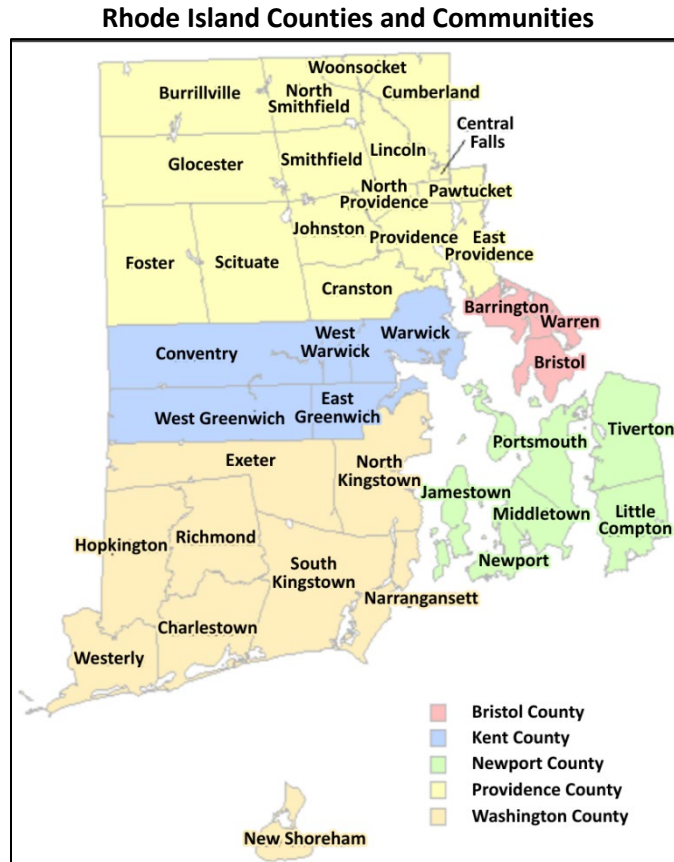 Rhode Island Counties and Communities
Woonsocket
Burrillville
North
Smithfield
Cumberland
Central
Falls
Glocester
Smithfield
Lincoln
North
Providence
Pawtucket
Johnston
Providence
East
Providence
Foster
Scituate
Cranston
Barrington
Warren
Conventry
West
Warwick
Warwick
Bristol
West Greenwich
East
Greenwich
Tiverton
Portsmouth
Exeter
North
Kingstown
Jamestown
Middletown
Little
Compton
Hopkington
Richmond
South
Kingstown
Newport
Narrangansett
Charlestown
Westerly
Bristol County
Kent County
Newport County
Providence County
Washington County
New Shoreham